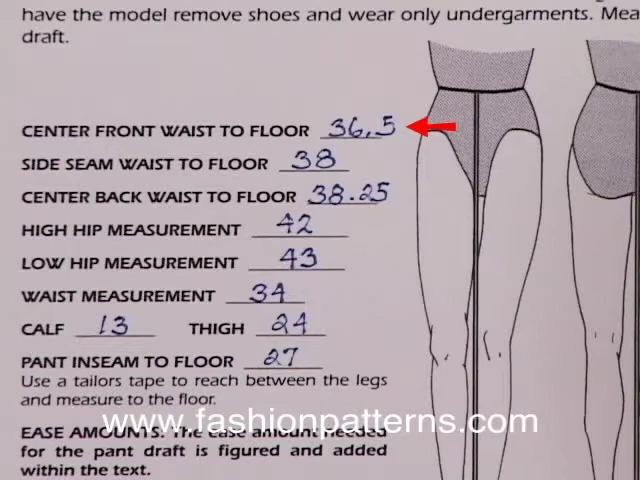 have the model remove shoes and wear only undergarments. Mea
draft.
CENTER FRONT WAIST TO FLOOR 36.5
SIDE SEAM WAIST TO FLOOR 38
CENTER BACK WAIST TO FLOOR 38.25
HIGH HIP MEASUREMENT 42
LOW HIP MEASUREMENT 43
WAIST MEASUREMENT 34
CALF 13 THIGH 24
PANT INSEAM TO FLOOR 27
Use a tailors tape to reach between the legs
and measure to the floor.
www.fashionpatterns.com
EASE AMOUNTS. The ease amount needed
for the pant draft is figured and added
within the text.